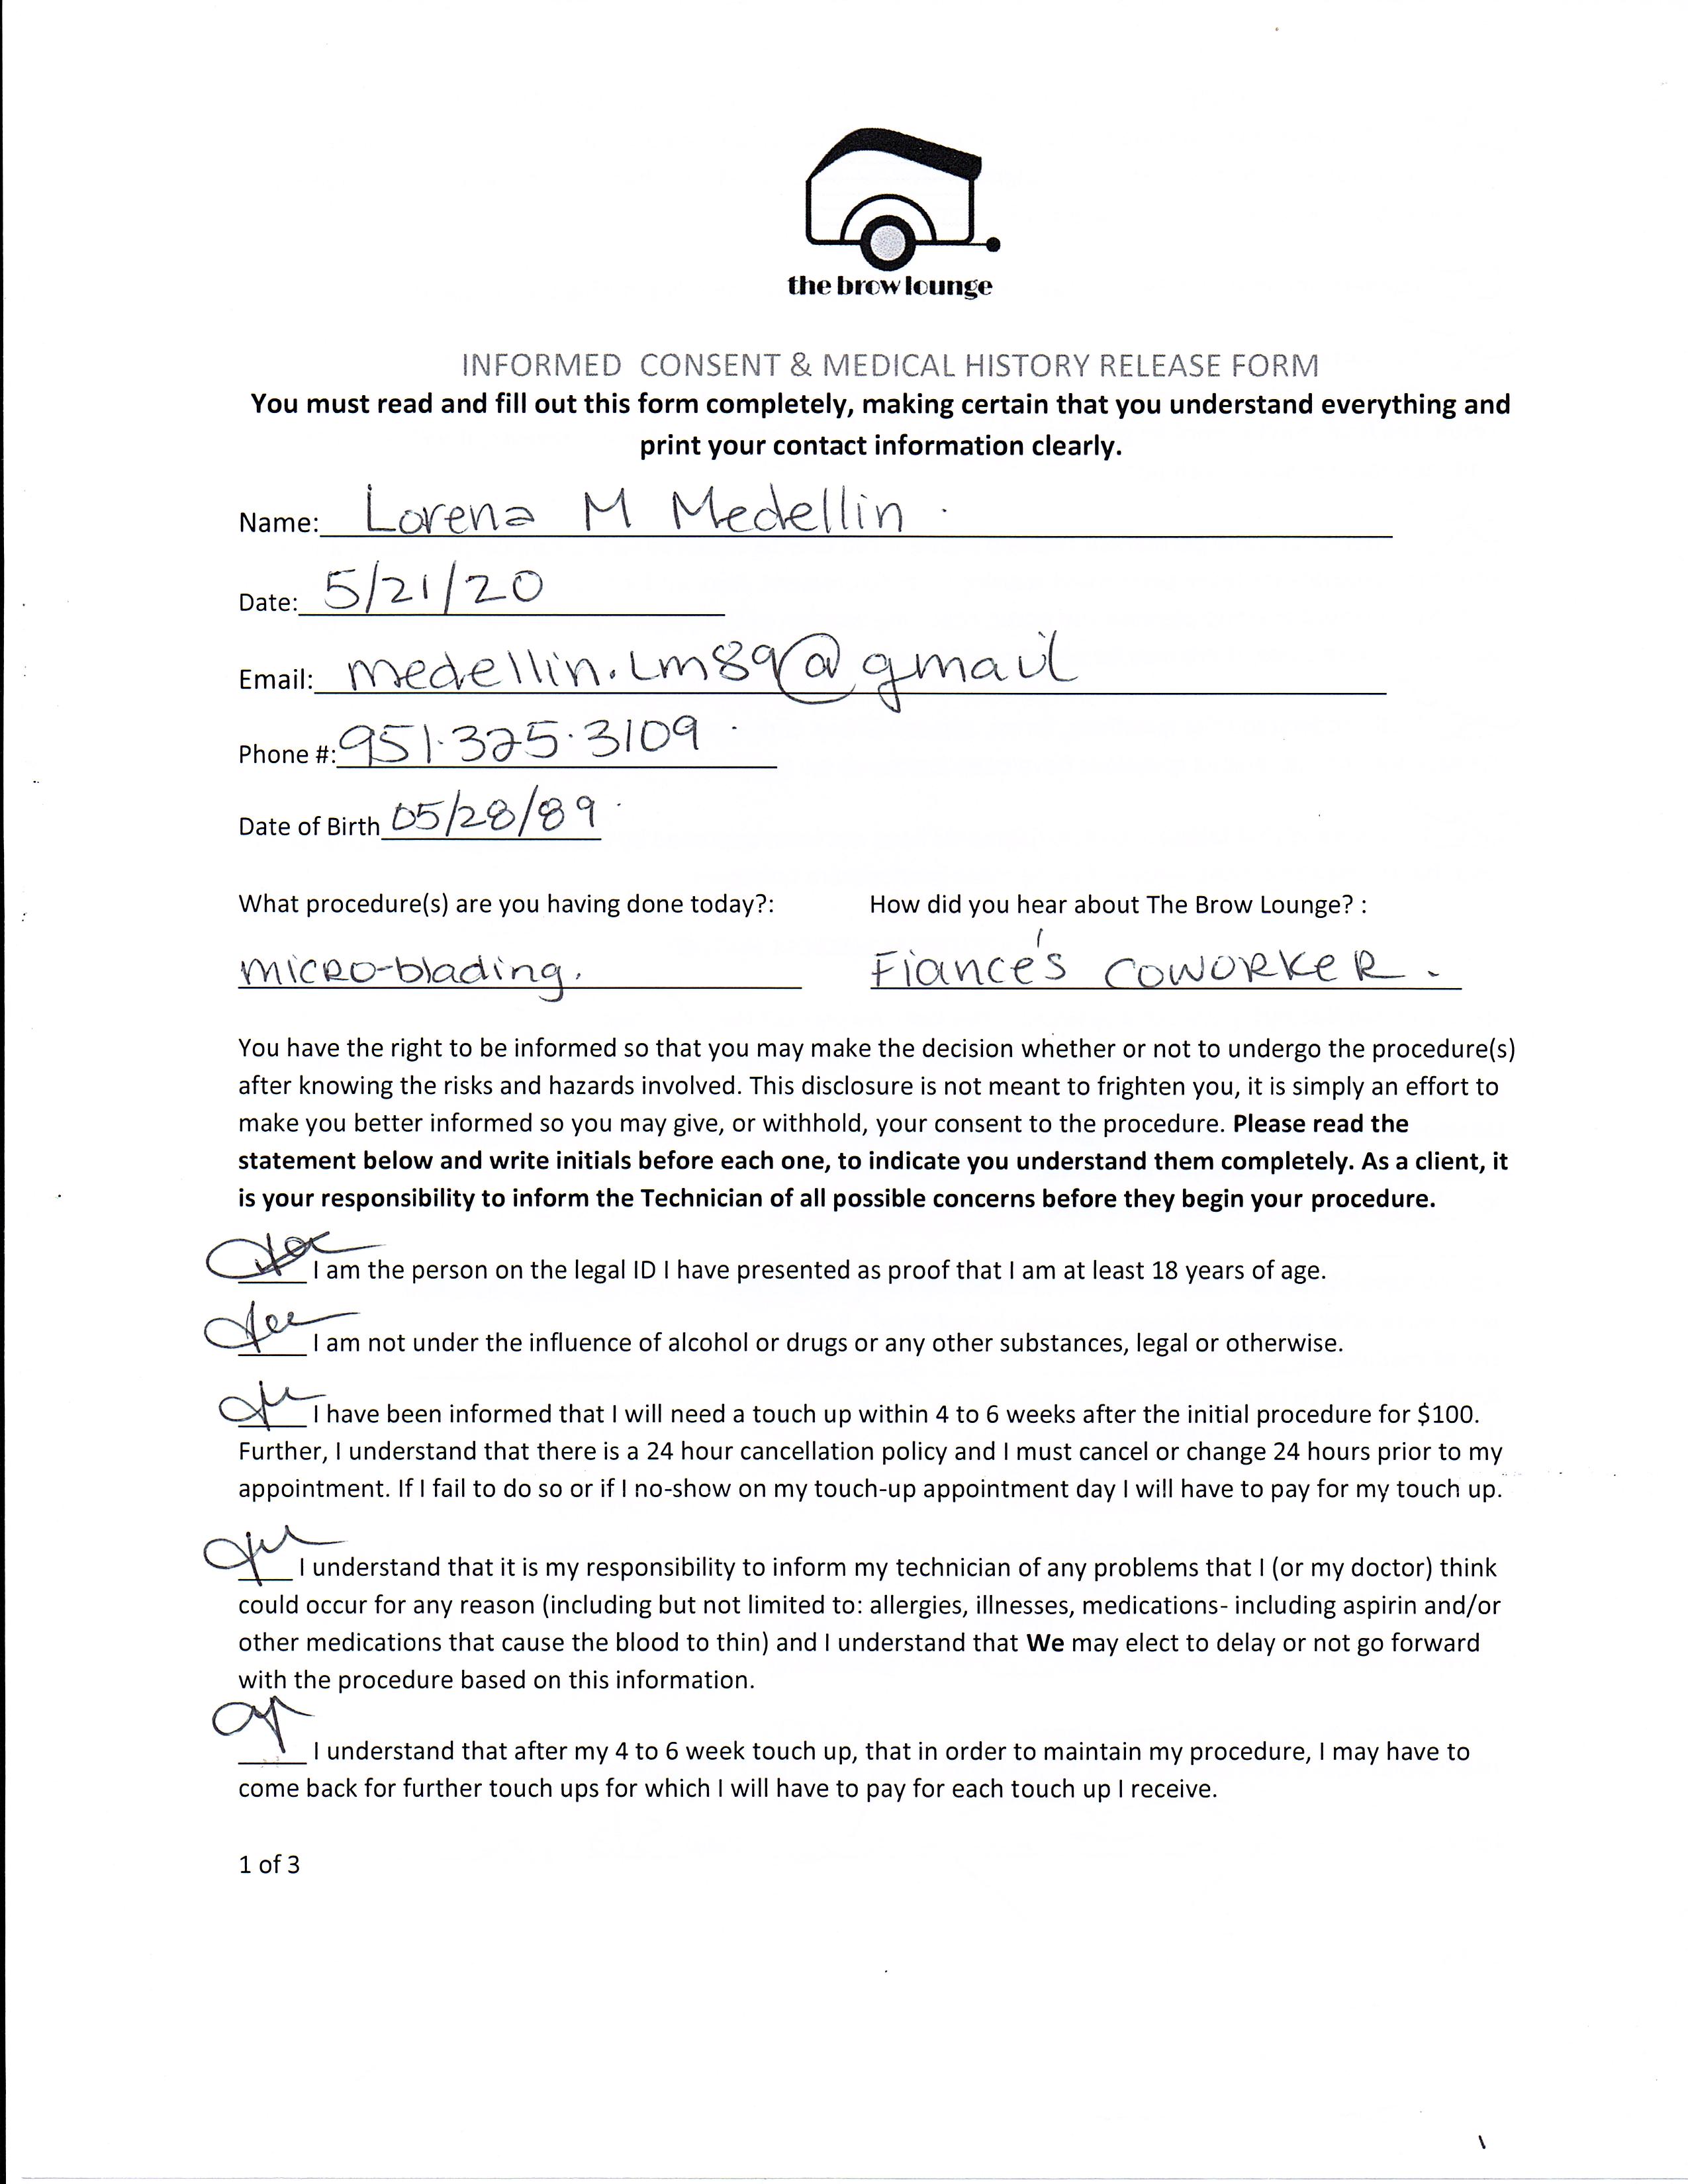 the brow lounge
INFORMED CONSENT & MEDICAL HISTORY RELEASE FORM
You must read and fill out this form completely, making certain that you understand everything and
print your contact information clearly.
Name: Lorena M Medellin
Date: 5/21/20
Email: medellin.lm89@gmail
Phone #: 951.325.3109
Date of Birth 05/28/89
What procedure(s) are you having done today?: How did you hear about The Brow Lounge? :
micro-blading. Fiance's coworker.
You have the right to be informed so that you may make the decision whether or not to undergo the procedure(s)
after knowing the risks and hazards involved. This disclosure is not meant to frighten you, it is simply an effort to
make you better informed so you may give, or withhold, your consent to the procedure. Please read the
statement below and write initials before each one, to indicate you understand them completely. As a client, it
is your responsibility to inform the Technician of all possible concerns before they begin your procedure.
I am the person on the legal ID I have presented as proof that I am at least 18 years of age.
I am not under the influence of alcohol or drugs or any other substances, legal or otherwise.
I have been informed that I will need a touch up within 4 to 6 weeks after the initial procedure for $100.
Further, I understand that there is a 24 hour cancellation policy and I must cancel or change 24 hours prior to my
appointment. If I fail to do so or if I no-show on my touch-up appointment day I will have to pay for my touch up.
I understand that it is my responsibility to inform my technician of any problems that I (or my doctor) think
could occur for any reason (including but not limited to: allergies, illnesses, medications- including aspirin and/or
other medications that cause the blood to thin) and I understand that We may elect to delay or not go forward
with the procedure based on this information.
I understand that after my 4 to 6 week touch up, that in order to maintain my procedure, I may have to
come back for further touch ups for which I will have to pay for each touch up I receive.
1 of 3